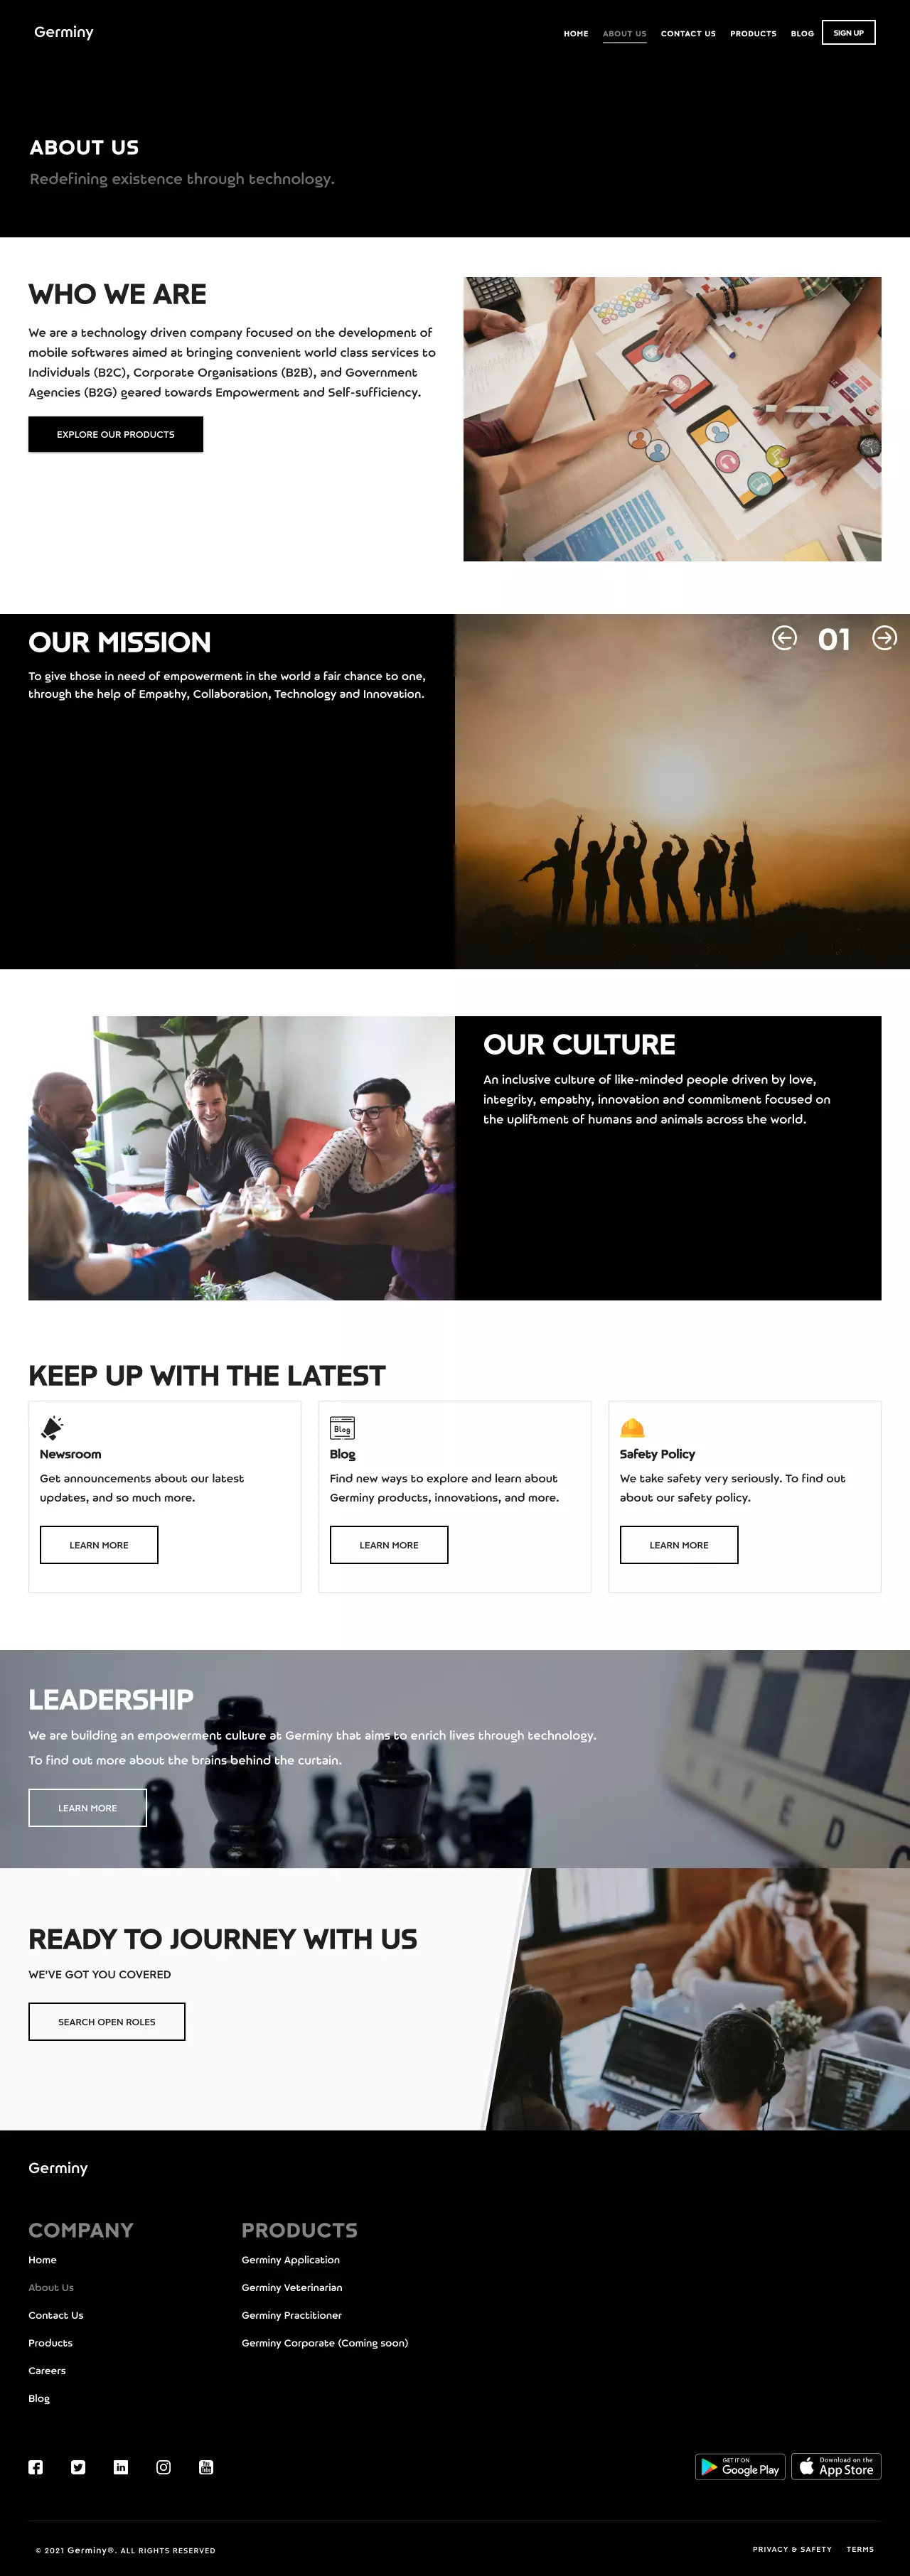 Germiny
HOME ABOUT US CONTACT US PRODUCTS BLOG SIGN UP
ABOUT US
Redefining existence through technology.
WHO WE ARE
We are a technology driven company focused on the development of
mobile softwares aimed at bringing convenient world class services to
Individuals (B2C), Corporate Organisations (B2B), and Government
Agencies (B2G) geared towards Empowerment and Self-sufficiency.
EXPLORE OUR PRODUCTS
OUR MISSION
To give those in need of empowerment in the world a fair chance to one,
through the help of Empathy, Collaboration, Technology and Innovation.
01
OUR CULTURE
An inclusive culture of like-minded people driven by love,
integrity, empathy, innovation and commitment focused on
the upliftment of humans and animals across the world.
KEEP UP WITH THE LATEST
Newsroom
Get announcements about our latest
updates, and so much more.
LEARN MORE
Blog
Blog
Find new ways to explore and learn about
Germiny products, innovations, and more.
LEARN MORE
Safety Policy
We take safety very seriously. To find out
about our safety policy.
LEARN MORE
LEADERSHIP
We are building an empowerment culture at Germiny that aims to enrich lives through technology.
To find out more about the brains behind the curtain.
LEARN MORE
READY TO JOURNEY WITH US
WE'VE GOT YOU COVERED
SEARCH OPEN ROLES
Germiny
COMPANY
Home
About Us
Contact Us
Products
Careers
Blog
PRODUCTS
Germiny Application
Germiny Veterinarian
Germiny Practitioner
Germiny Corporate (Coming soon)
You
Tube
GET IT ON
Google Play
Download on the
App Store
© 2021 Germiny®. ALL RIGHTS RESERVED
PRIVACY & SAFETY TERMS